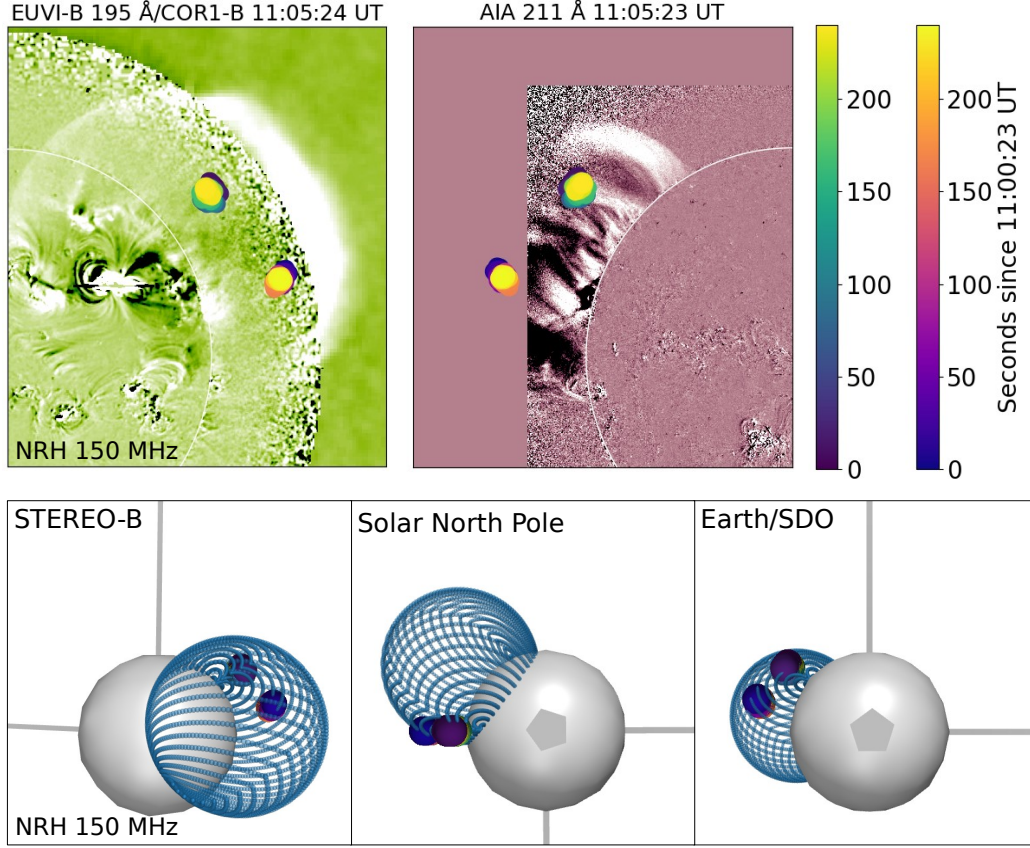 EUVI-B 195 Å/COR1-B 11:05:24 UT
AIA 211 Å 11:05:23 UT
NRH 150 MHz
200
150
100
50
0
200
150
100
50
0
Seconds since 11:00:23 UT
STEREO-B
Solar North Pole
Earth/SDO
NRH 150 MHz